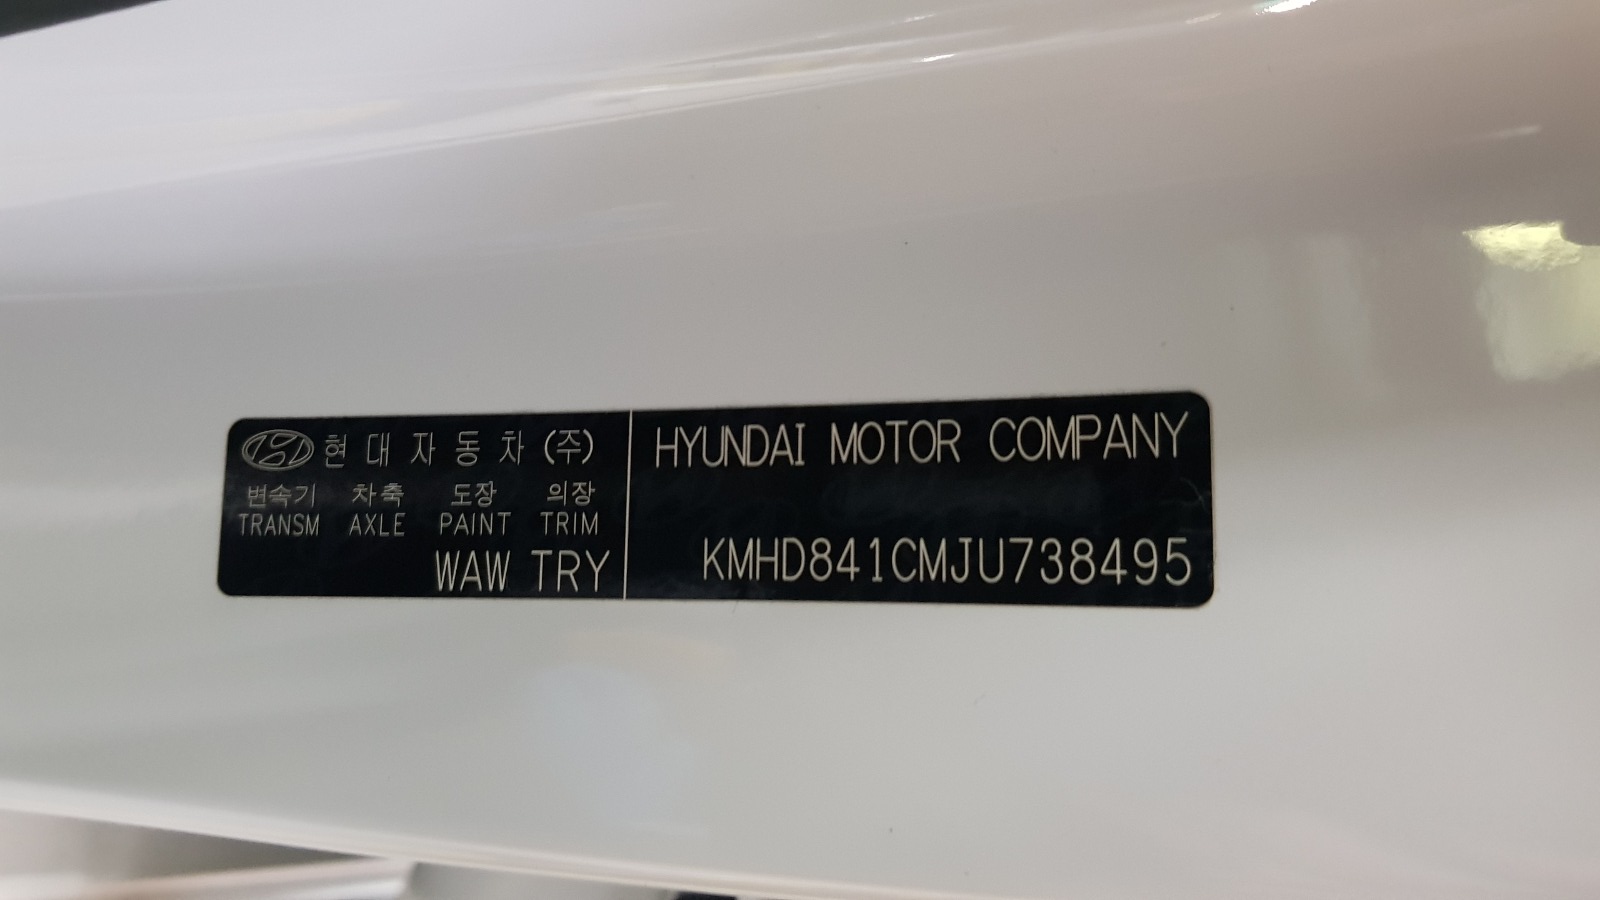 현대자동차(주)
변속기 차축 도장 의장
TRANSM AXLE PAINT TRIM
WAW TRY
HYUNDAI MOTOR COMPANY
KMHD841CMJU738495